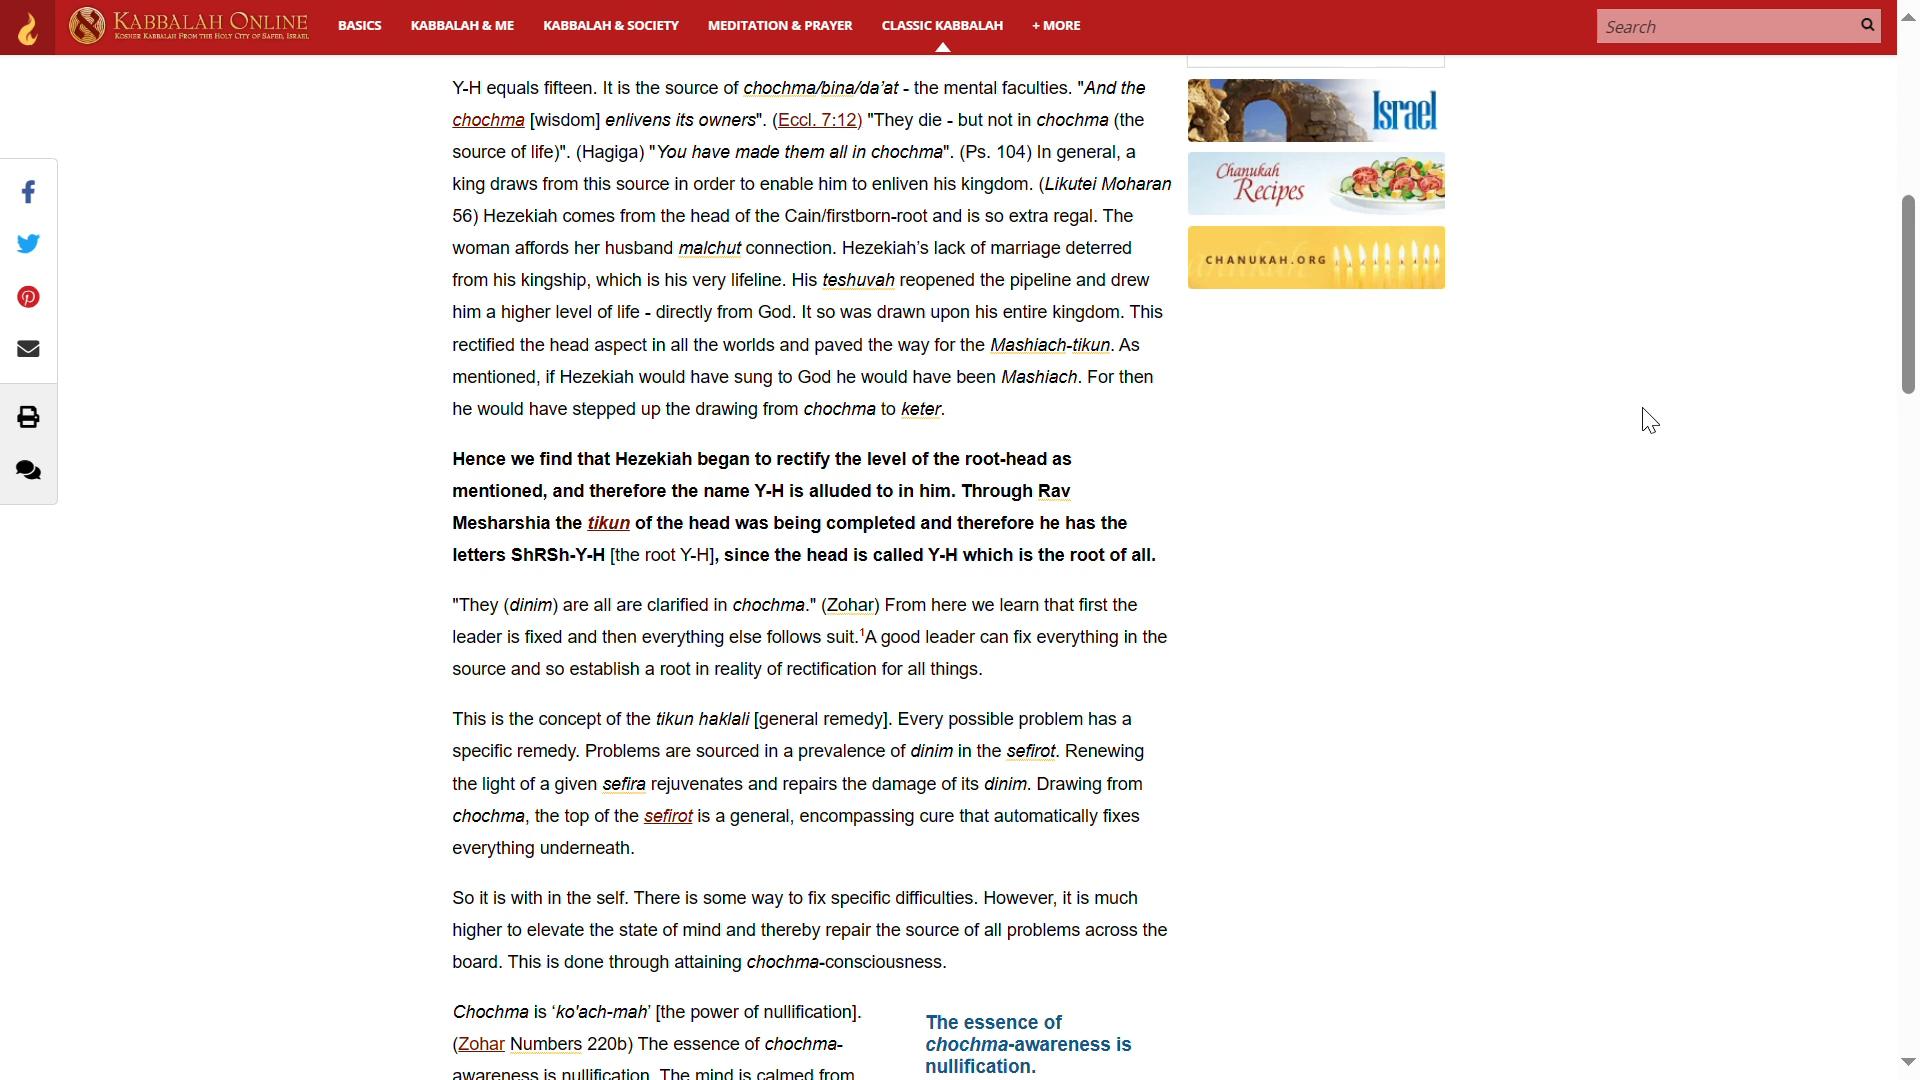 KABBALAH ONLINE
KOSHER KABBALAH FROM THE HOLY CITY OF SAFED, ISRAEL
BASICS
KABBALAH & ME
KABBALAH & SOCIETY
MEDITATION & PRAYER
CLASSIC KABBALAH
+ MORE
Search
Y-H equals fifteen. It is the source of chochma/bina/da’at - the mental faculties. "And the
chochma [wisdom] enlivens its owners". (Eccl. 7:12) "They die - but not in chochma (the
source of life)". (Hagiga) "You have made them all in chochma". (Ps. 104) In general, a
king draws from this source in order to enable him to enliven his kingdom. (Likutei Moharan
56) Hezekiah comes from the head of the Cain/firstborn-root and is so extra regal. The
woman affords her husband malchut connection. Hezekiah’s lack of marriage deterred
from his kingship, which is his very lifeline. His teshuvah reopened the pipeline and drew
him a higher level of life - directly from God. It so was drawn upon his entire kingdom. This
rectified the head aspect in all the worlds and paved the way for the Mashiach-tikun. As
mentioned, if Hezekiah would have sung to God he would have been Mashiach. For then
he would have stepped up the drawing from chochma to keter.
Hence we find that Hezekiah began to rectify the level of the root-head as
mentioned, and therefore the name Y-H is alluded to in him. Through Rav
Mesharshia the tikun of the head was being completed and therefore he has the
letters ShRSh-Y-H [the root Y-H], since the head is called Y-H which is the root of all.
"They (dinim) are all are clarified in chochma." (Zohar) From here we learn that first the
leader is fixed and then everything else follows suit.1A good leader can fix everything in the
source and so establish a root in reality of rectification for all things.
This is the concept of the tikun haklali [general remedy]. Every possible problem has a
specific remedy. Problems are sourced in a prevalence of dinim in the sefirot. Renewing
the light of a given sefira rejuvenates and repairs the damage of its dinim. Drawing from
chochma, the top of the sefirot is a general, encompassing cure that automatically fixes
everything underneath.
So it is with in the self. There is some way to fix specific difficulties. However, it is much
higher to elevate the state of mind and thereby repair the source of all problems across the
board. This is done through attaining chochma-consciousness.
Chochma is ‘ko'ach-mah’ [the power of nullification].
(Zohar Numbers 220b) The essence of chochma-
awareness is nullification. The mind is calmed from
The essence of
chochma-awareness is
nullification.
Israel
Chanukah
Recipes
CHANUKAH.ORG